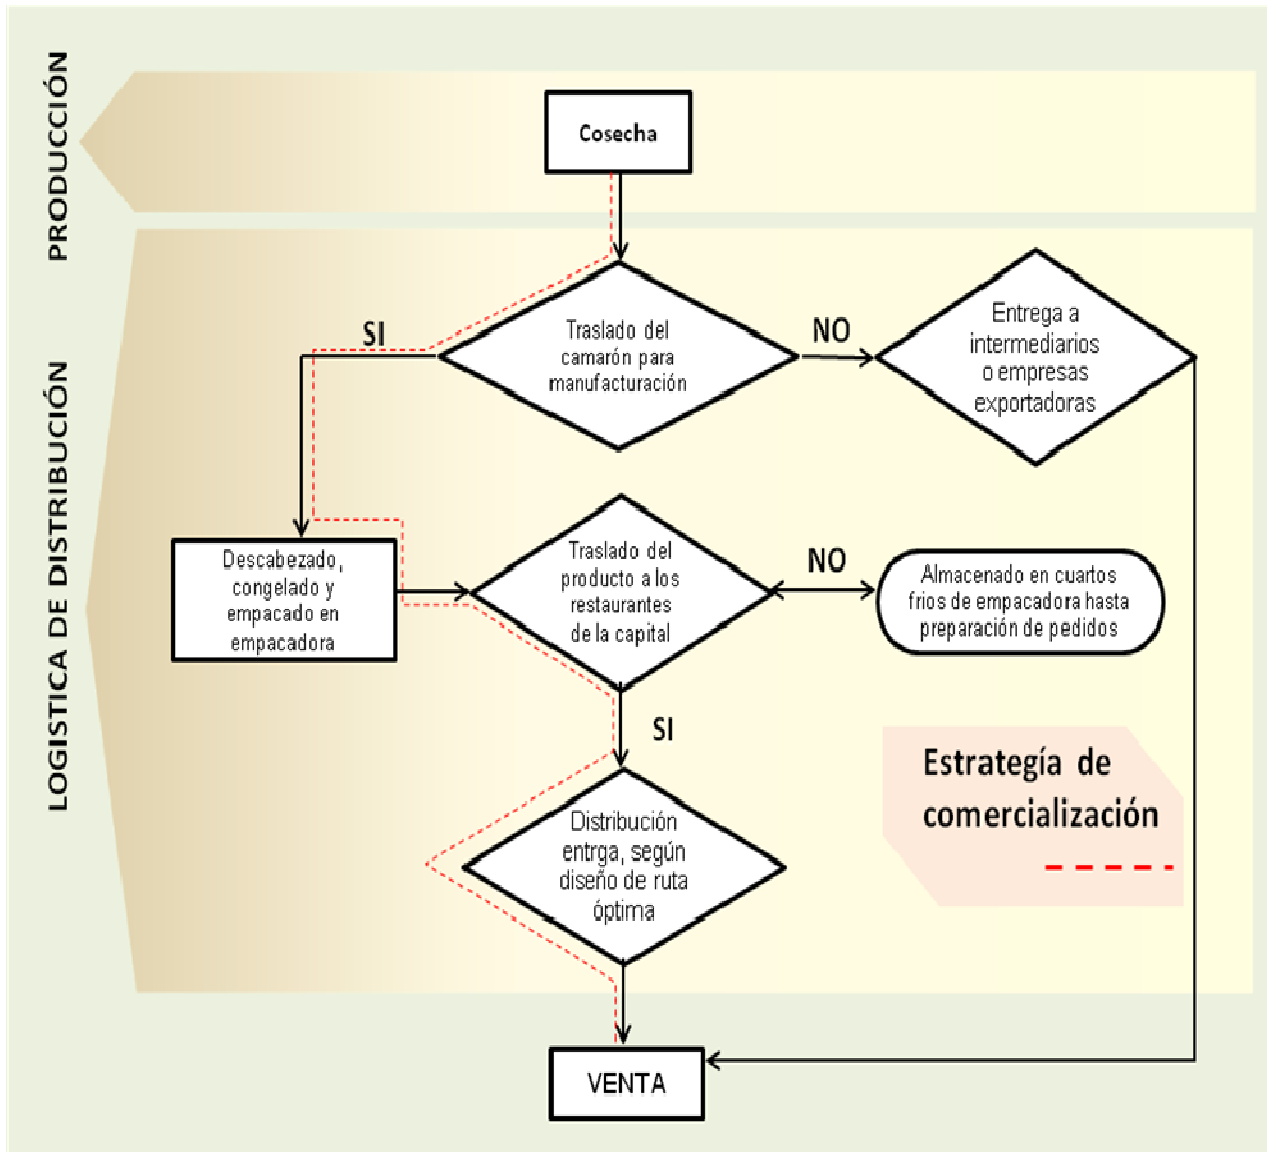 PRODUCCIÓN
Cosecha
LOGISTICA DE DISTRIBUCIÓN
SI
Traslado del
camarón para
manufacturación
NO
Entrega a
intermediarios
o empresas
exportadoras
Descabezado,
congelado y
empacado en
empacadora
Traslado del
producto a los
restaurantes
de la capital
NO
Almacenado en cuartos
frios de empacadora hasta
preparación de pedidos
SI
Estrategía de
comercialización
Distribución
entrga, según
diseño de ruta
óptima
VENTA